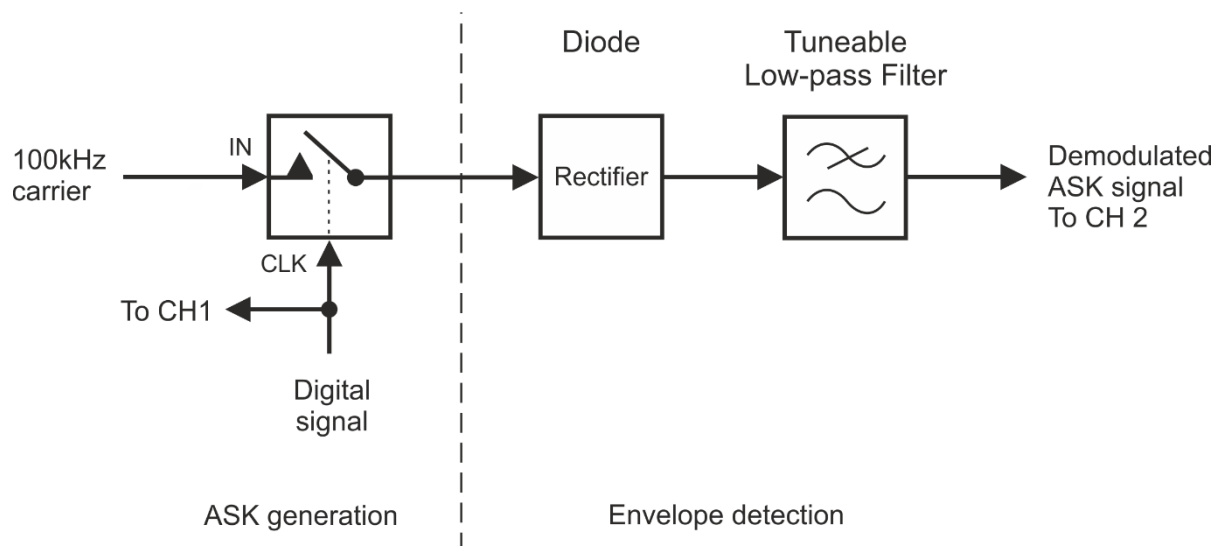 Diode
Tuneable
Low-pass Filter
100kHz
carrier
IN
CLK
Rectifier
Demodulated
ASK signal
To CH 2
To CH1
Digital
signal
ASK generation
Envelope detection